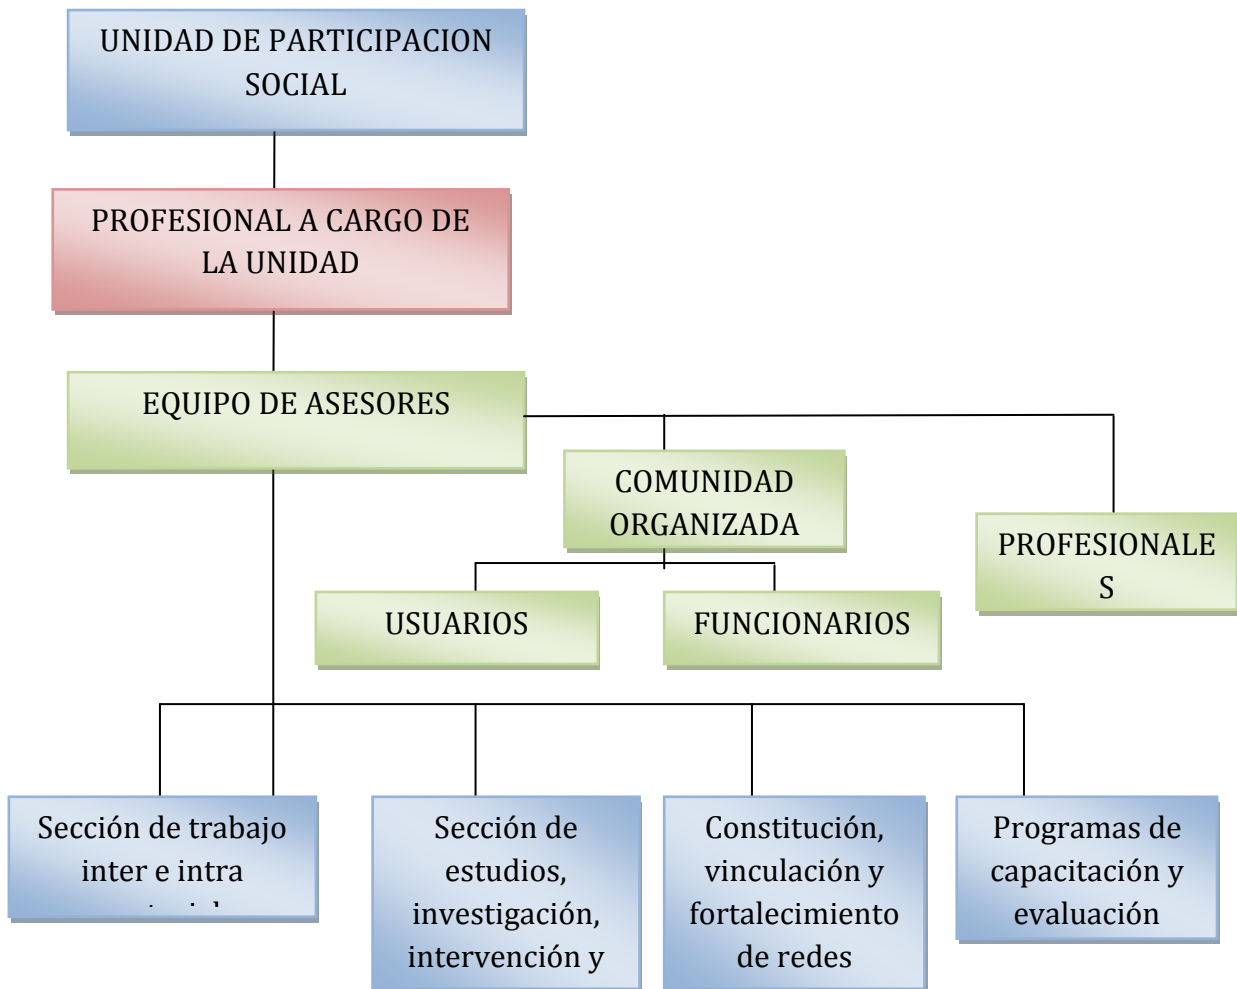 UNIDAD DE PARTICIPACION
SOCIAL
PROFESIONAL A CARGO DE
LA UNIDAD
EQUIPO DE ASESORES
COMUNIDAD
ORGANIZADA
PROFESIONALE
S
USUARIOS
FUNCIONARIOS
Sección de trabajo
inter e intra
Sección de
estudios,
investigación,
intervención y
Constitución,
vinculación y
fortalecimiento
de redes
Programas de
capacitación y
evaluación